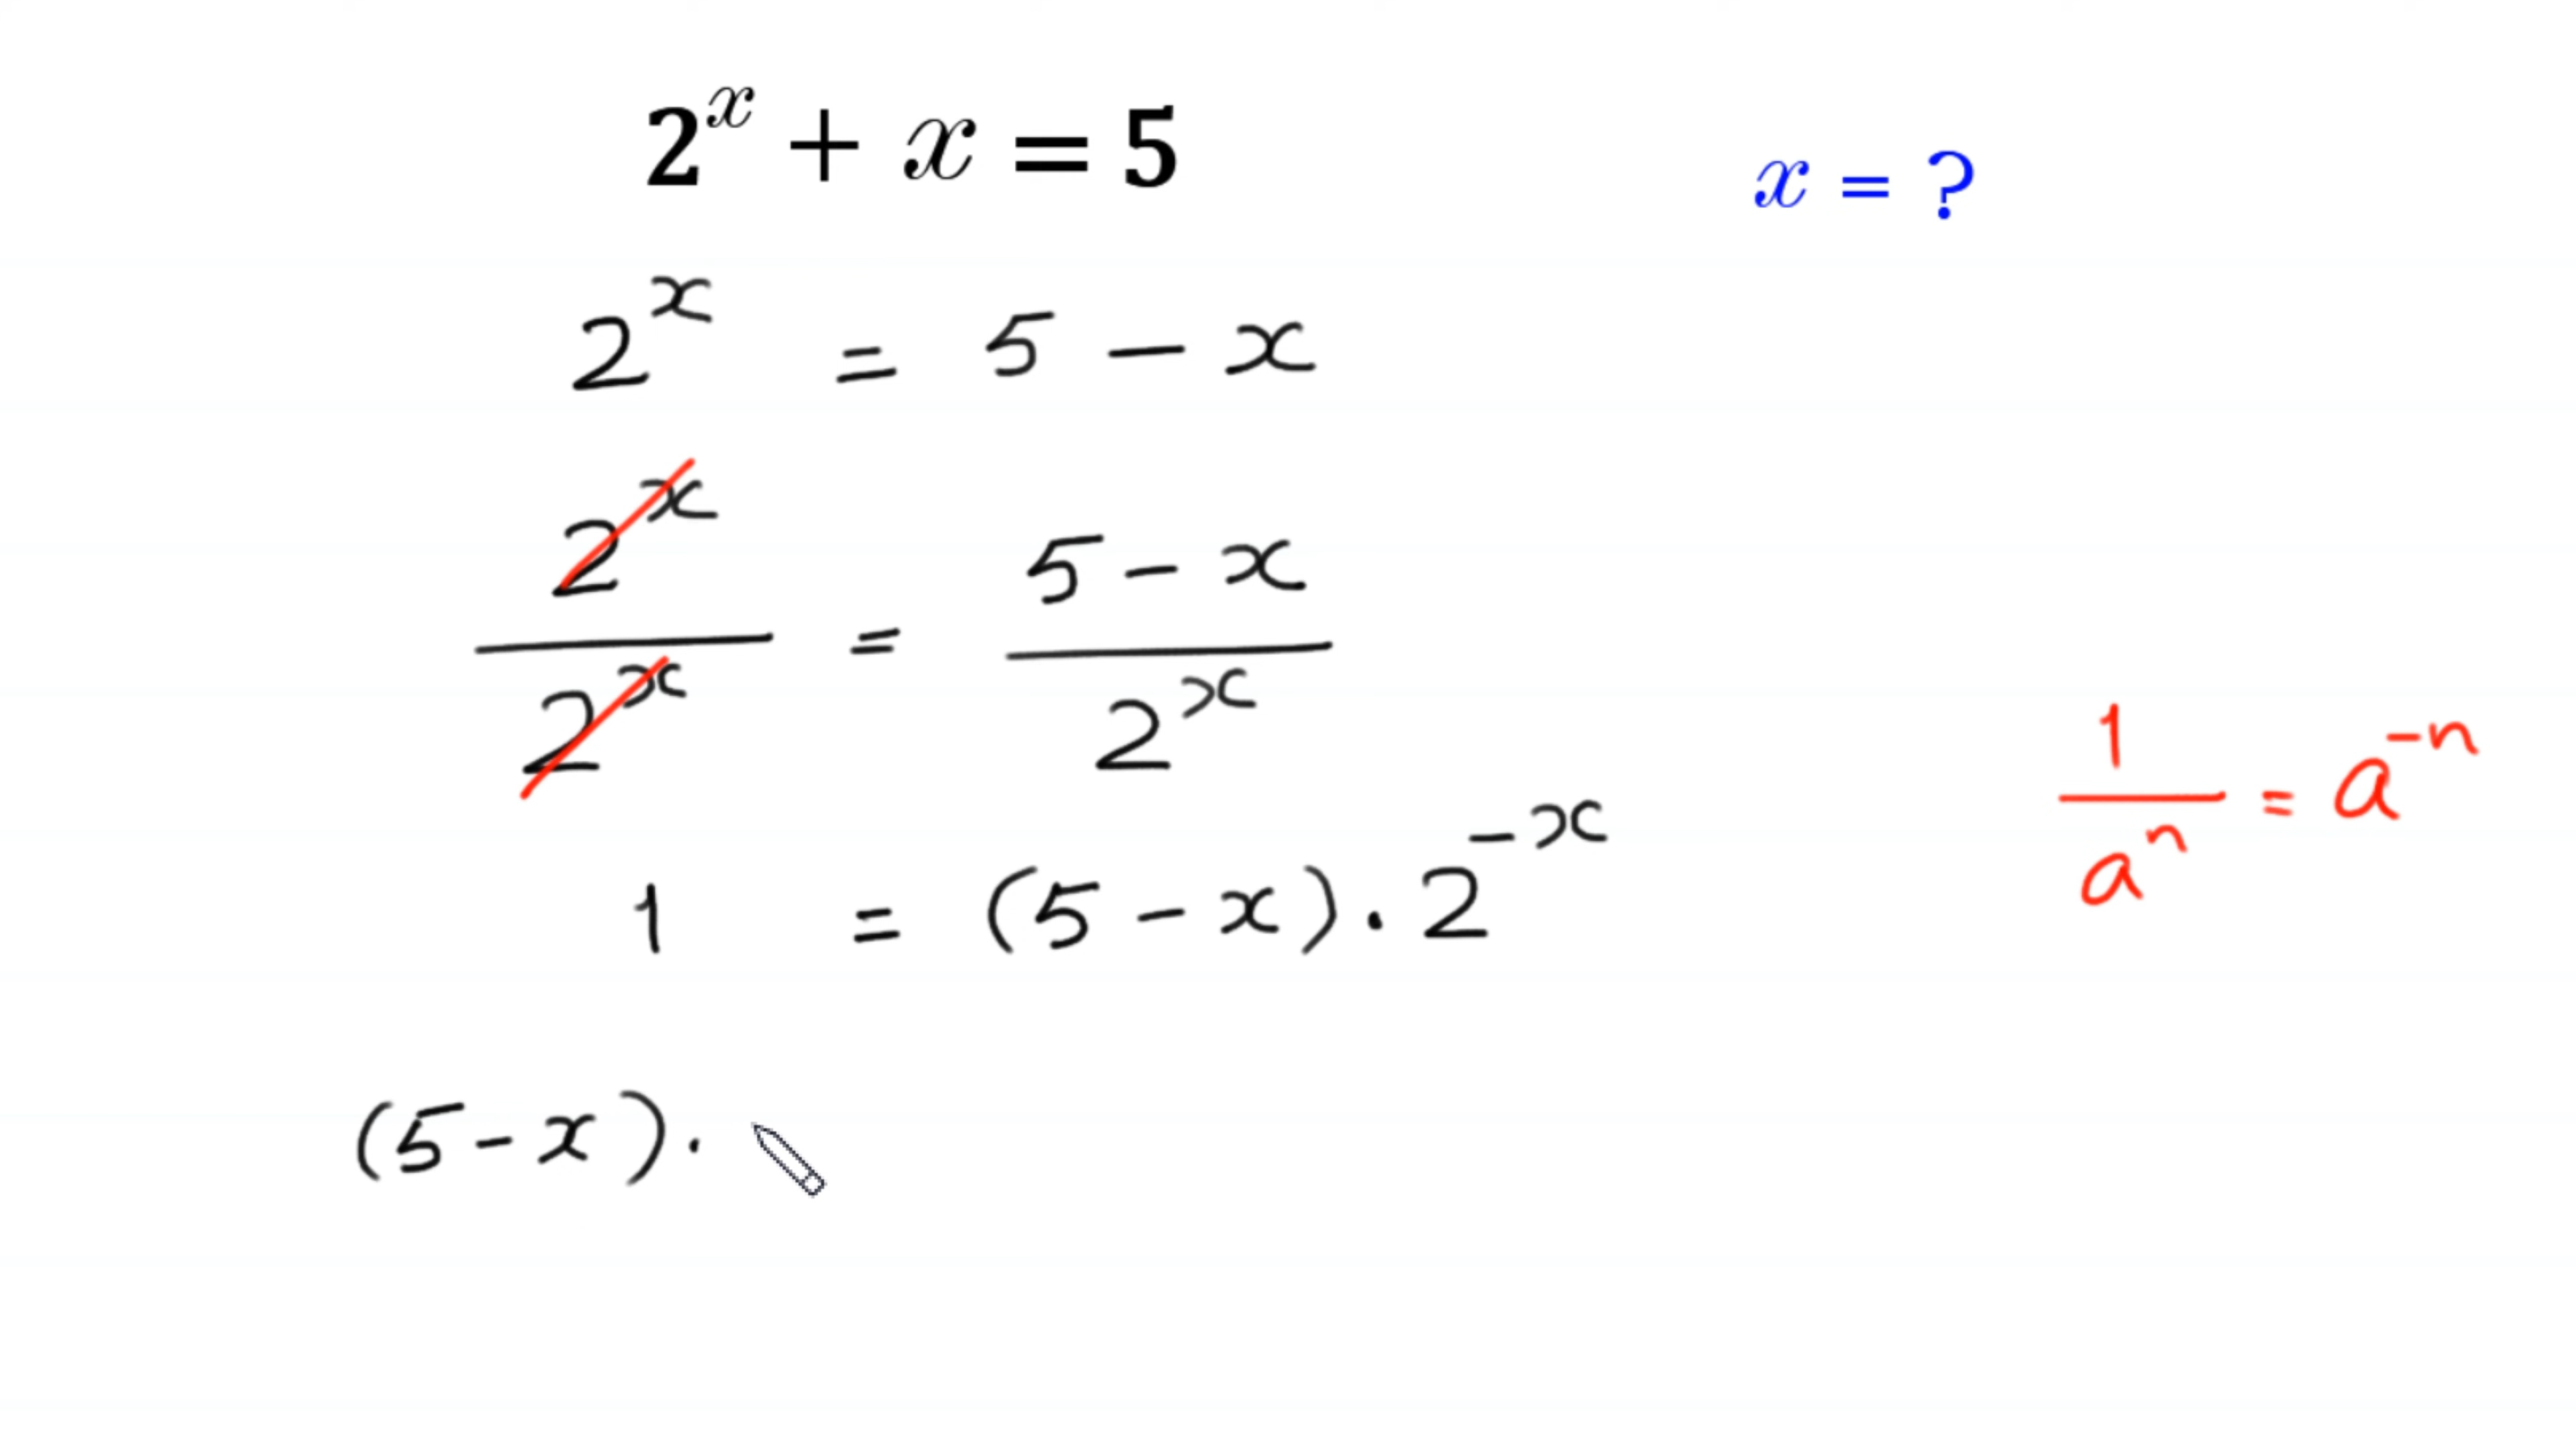 2^x + x = 5
x = ?
2^x = 5 - x
2^x / 2^x = 5 - x / 2^x
1 / a^n = a^-n
1 = (5 - x) · 2^-x
(5 - x) ·